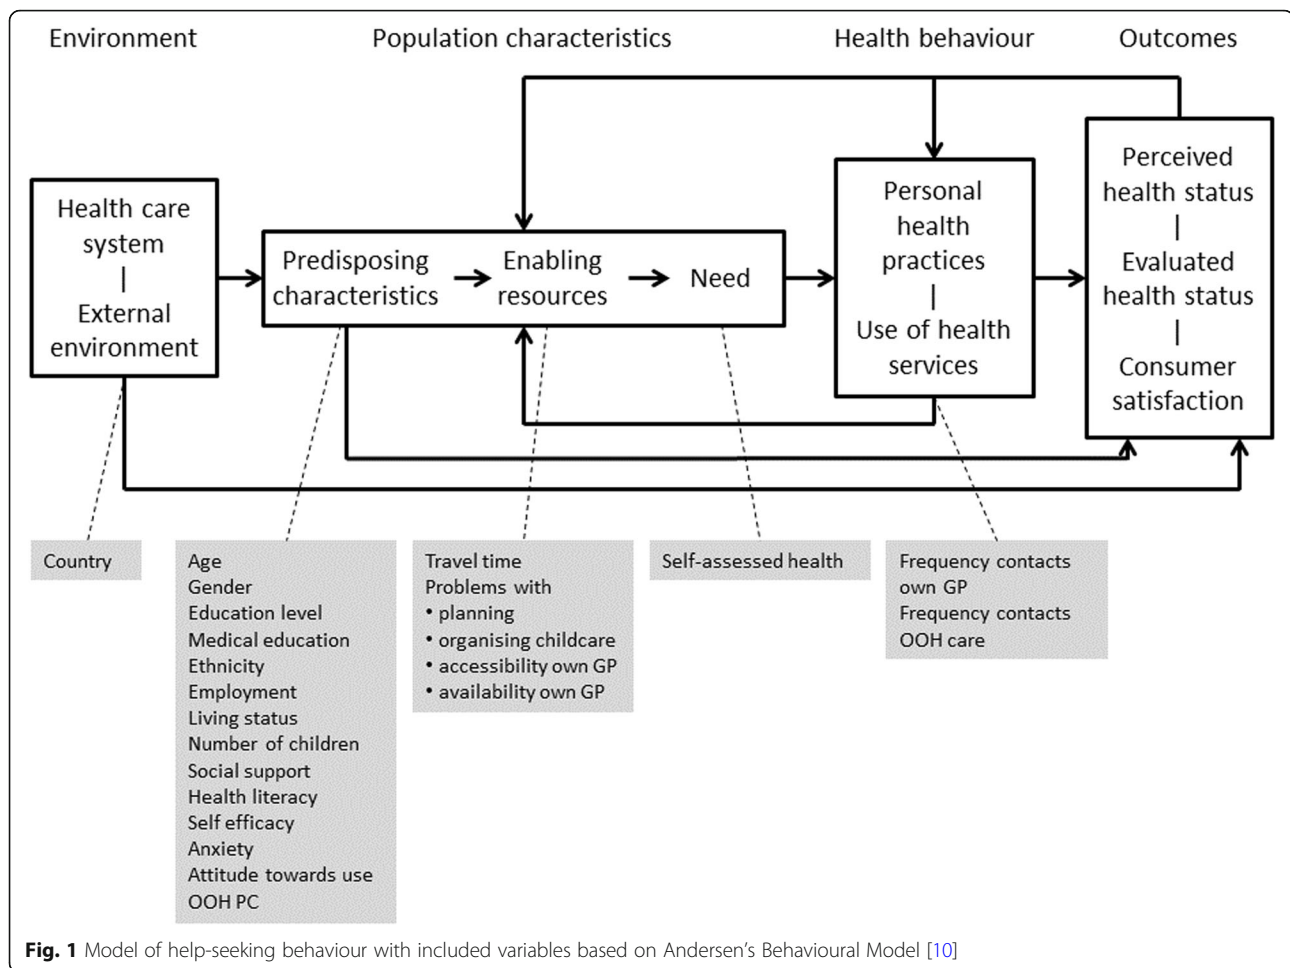 Environment
Population characteristics
Health behaviour
Outcomes
Health care
system
External
environment
Predisposing
characteristics
Enabling
resources
Need
Personal
health
practices
Use of health
services
Perceived
health status
Evaluated
health status
Consumer
satisfaction
Country
Age
Gender
Education level
Medical education
Ethnicity
Employment
Living status
Number of children
Social support
Health literacy
Self efficacy
Anxiety
Attitude towards use
OOH PC
Travel time
Problems with
• planning
• organising childcare
• accessibility own GP
• availability own GP
Self-assessed health
Frequency contacts
own GP
Frequency contacts
OOH care
Fig. 1 Model of help-seeking behaviour with included variables based on Andersen's Behavioural Model [10]